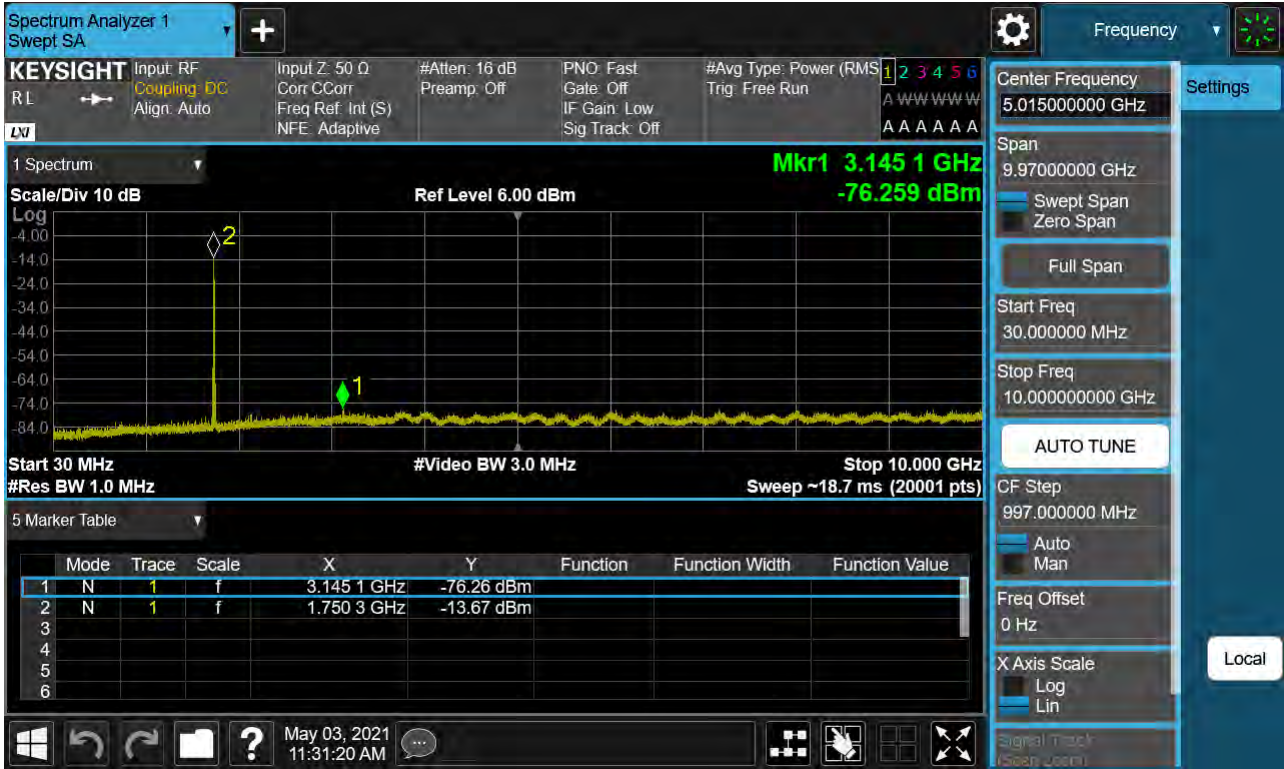 Spectrum Analyzer 1
Swept SA
Frequency
KEYSIGHT
R L
LXI
Input: RF
Coupling: DC
Align: Auto
Input Z: 50 Ω
Corr CCorr
Freq Ref: Int (S)
NFE: Adaptive
#Atten: 16 dB
Preamp: Off
PNO: Fast
Gate: Off
IF Gain: Low
Sig Track: Off
#Avg Type: Power (RMS
Trig: Free Run
1 2 3 4 5 6
A W W W W W
A A A A A A
1 Spectrum
Scale/Div 10 dB
Ref Level 6.00 dBm
Mkr1 3.145 1 GHz
-76.259 dBm
Log
-4.00
-14.0
-24.0
-34.0
-44.0
-54.0
-64.0
-74.0
-84.0
2
1
Start 30 MHz
#Video BW 3.0 MHz
Stop 10.000 GHz
#Res BW 1.0 MHz
Sweep ~18.7 ms (20001 pts)
5 Marker Table
Mode Trace Scale X Y Function Function Width Function Value
1 N 1 f 3.145 1 GHz -76.26 dBm
2 N 1 f 1.750 3 GHz -13.67 dBm
3
4
5
6
May 03, 2021
11:31:20 AM
Center Frequency
5.015000000 GHz
Settings
Span
9.97000000 GHz
Swept Span
Zero Span
Full Span
Start Freq
30.000000 MHz
Stop Freq
10.000000000 GHz
AUTO TUNE
CF Step
997.000000 MHz
Auto
Man
Freq Offset
0 Hz
X Axis Scale
Log
Lin
Local
Signal Track
(Span Zoom)